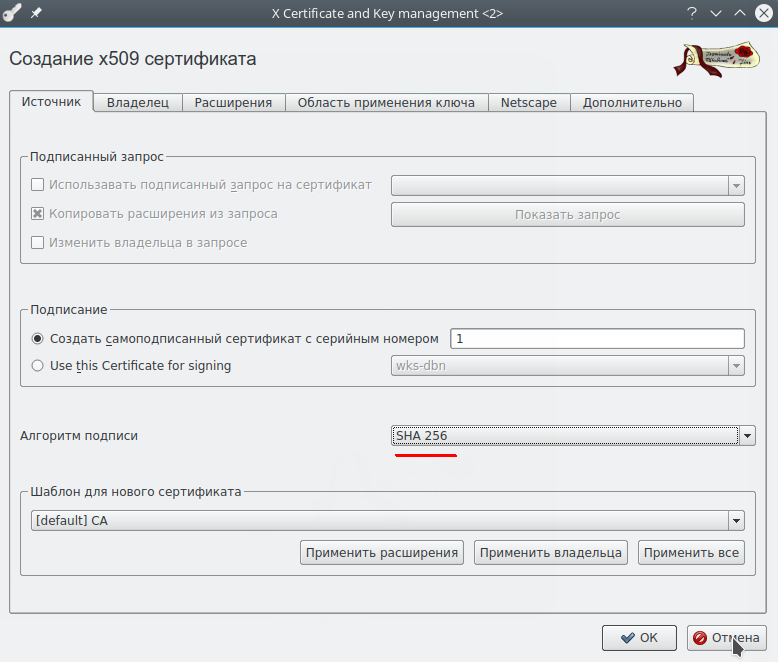 X Certificate and Key management <2>
Создание x509 сертификата
Источник Владелец Расширения Область применения ключа Netscape Дополнительно
Подписанный запрос
Использавать подписанный запрос на сертификат
Копировать расширения из запроса Показать запрос
Изменить владельца в запросе
Подписание
Создать самоподписанный сертификат с серийным номером 1
Use this Certificate for signing wks-dbn
Алгоритм подписи SHA 256
Шаблон для нового сертификата
[default] CA
Применить расширения Применить владельца Применить все
ОК Отмена